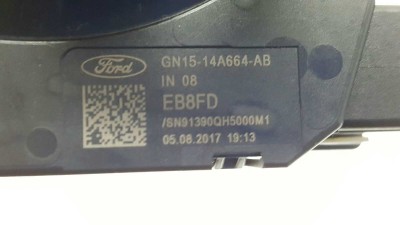 Ford
GN15-14A664-AB
IN 08
EB8FD
/SN91390QH5000M1
05.08.2017 19:13